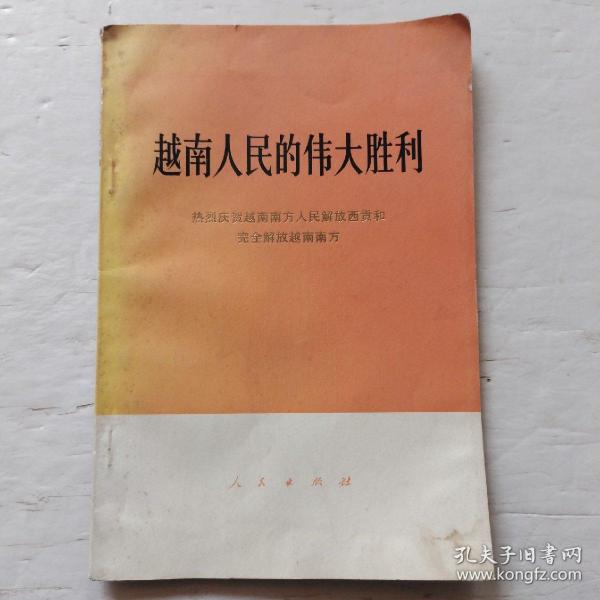 越南人民的伟大胜利
热烈庆贺越南南方人民解放西贡和
完全解放越南南方
人民出版社
孔夫子旧書网
www.kongfz.com